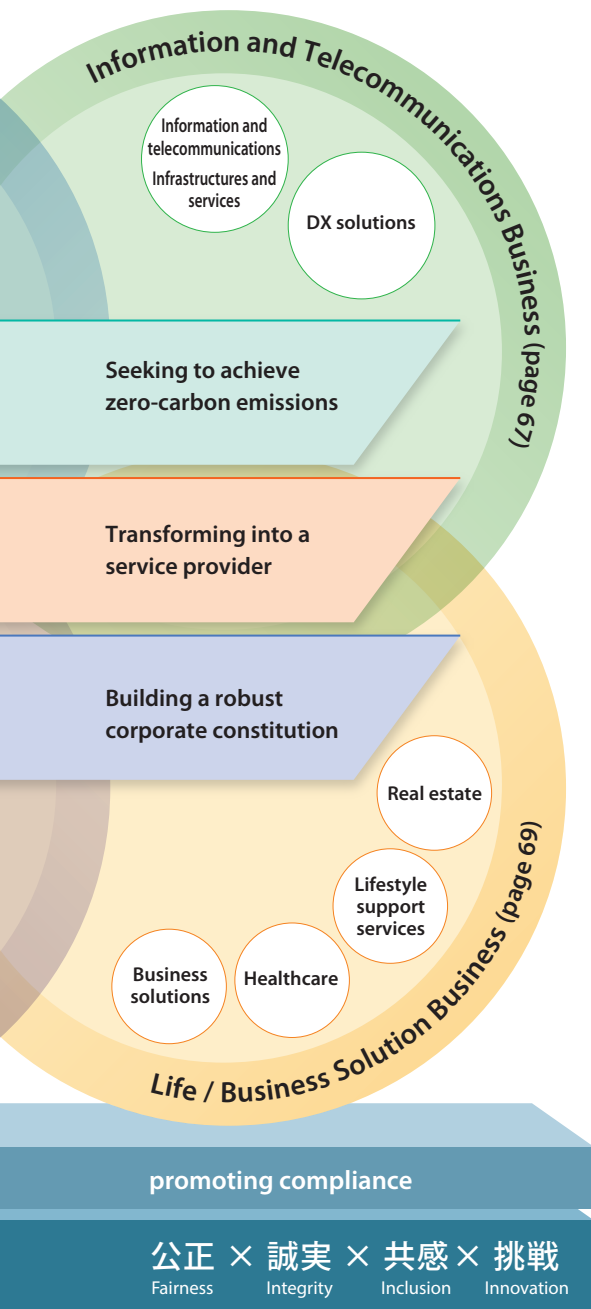 Information and Telecommunications Business (page 67)
Information and
telecommunications
Infrastructures and
services
DX solutions
Seeking to achieve
zero-carbon emissions
Transforming into a
service provider
Building a robust
corporate constitution
Real estate
Lifestyle
support
services
Healthcare
Business
solutions
Life / Business Solution Business (page 69)
promoting compliance
公正 × 誠実 × 共感 × 挑戦
Fairness Integrity Inclusion Innovation